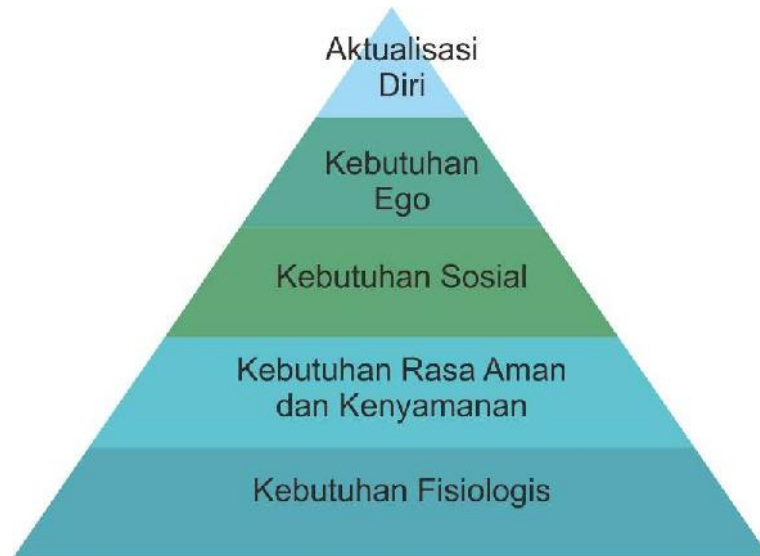 Aktualisasi
Diri
Kebutuhan
Ego
Kebutuhan Sosial
Kebutuhan Rasa Aman
dan Kenyamanan
Kebutuhan Fisiologis